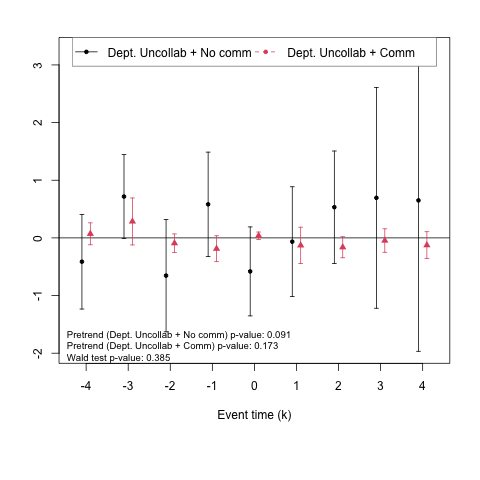 Dept. Uncollab + No comm Dept. Uncollab + Comm
3
2
1
0
-1
-2
Pretrend (Dept. Uncollab + No comm) p-value: 0.091
Pretrend (Dept. Uncollab + Comm) p-value: 0.173
Wald test p-value: 0.385
-4 -3 -2 -1 0 1 2 3 4
Event time (k)